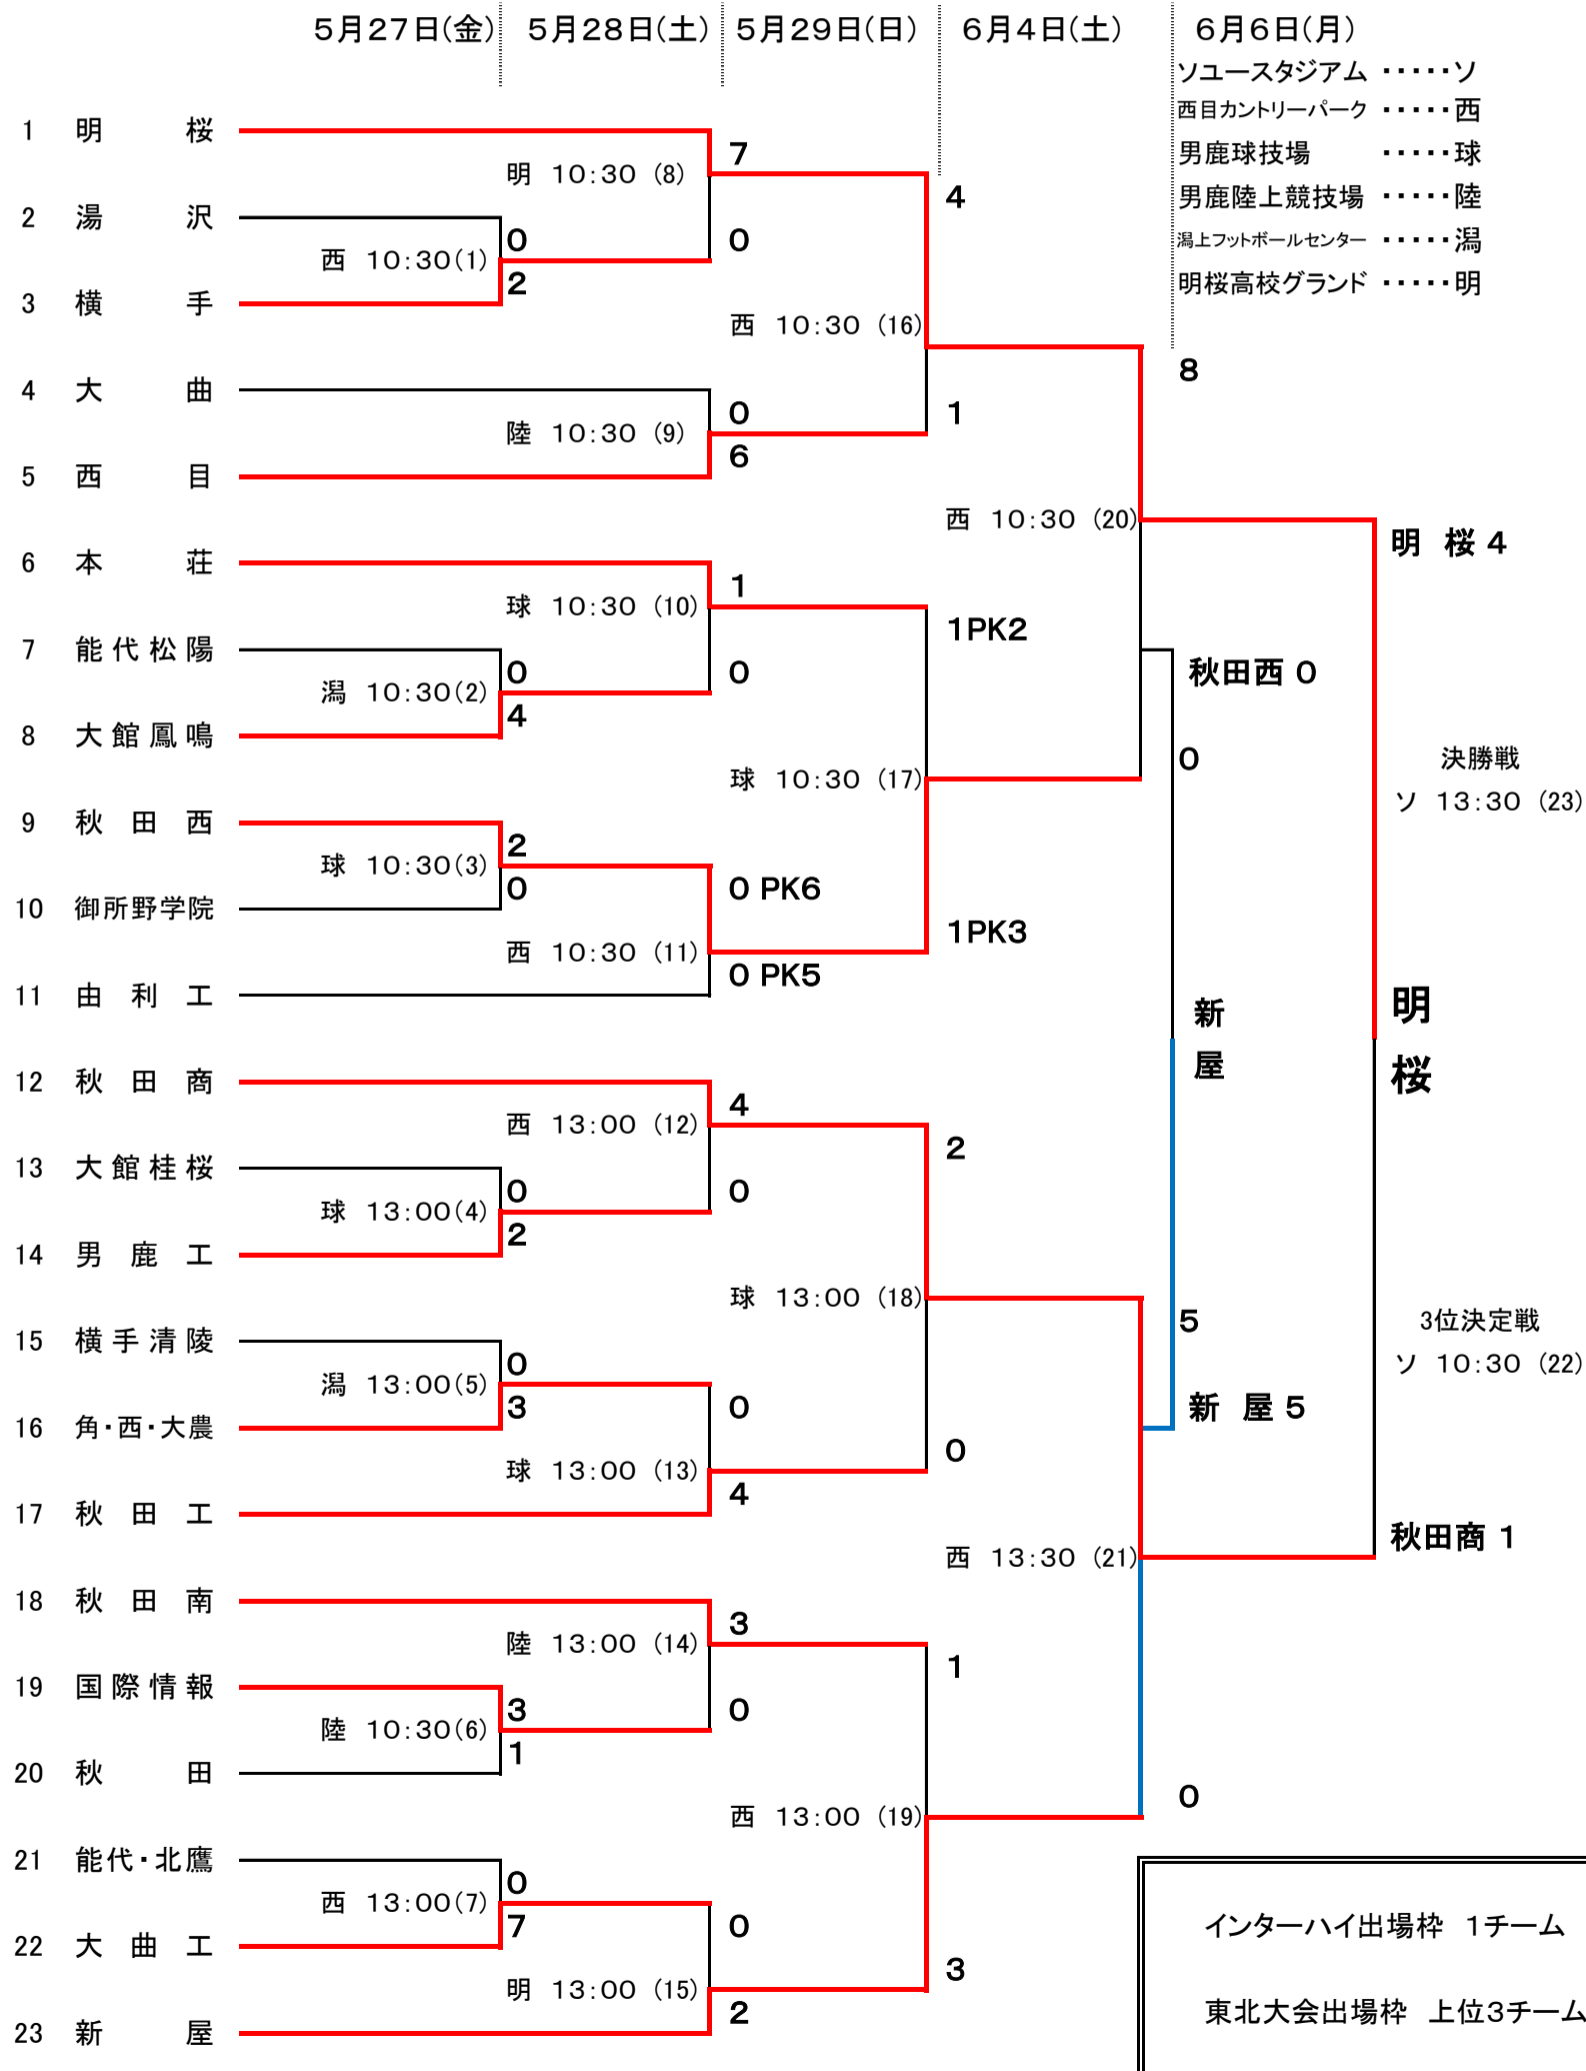 5月27日(金) 5月28日(土) 5月29日(日) 6月4日(土) 6月6日(月)
ソユースタジアム ・・・・・ソ
西目カントリーパーク ・・・・・西
男鹿球技場 ・・・・・球
男鹿陸上競技場 ・・・・・陸
潟上フットボールセンター ・・・・・潟
明桜高校グランド ・・・・・明
1 明桜
7
明 10:30 (8)
4
2 湯沢
0
0
西 10:30(1)
2
3 横手
西 10:30 (16)
8
4 大曲
0
1
陸 10:30 (9)
6
5 西目
西 10:30 (20)
明 桜 4
6 本荘
1
球 10:30 (10)
1PK2
7 能代松陽
0
0
秋田西 0
潟 10:30(2)
4
8 大館鳳鳴
0
決勝戦
球 10:30 (17)
ソ 13:30 (23)
9 秋田西
2
球 10:30(3)
0
0 PK6
10 御所野学院
1PK3
西 10:30 (11)
0 PK5
11 由利工
新屋
明桜
12 秋田商
4
西 13:00 (12)
2
13 大館桂桜
0
0
球 13:00(4)
2
14 男鹿工
球 13:00 (18)
5
3位決定戦
15 横手清陵
0
ソ 10:30 (22)
潟 13:00(5)
3
0
新 屋 5
16 角・西・大農
0
球 13:00 (13)
4
17 秋田工
秋田商 1
西 13:30 (21)
18 秋田南
3
陸 13:00 (14)
1
19 国際情報
3
0
陸 10:30(6)
1
20 秋田
0
西 13:00 (19)
21 能代・北鷹
0
西 13:00(7)
7
0
インターハイ出場枠 1チーム
22 大曲工
3
明 13:00 (15)
2
東北大会出場枠 上位3チーム
23 新屋